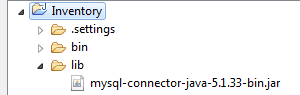 Inventory
.settings
bin
lib
mysql-connector-java-5.1.33-bin.jar